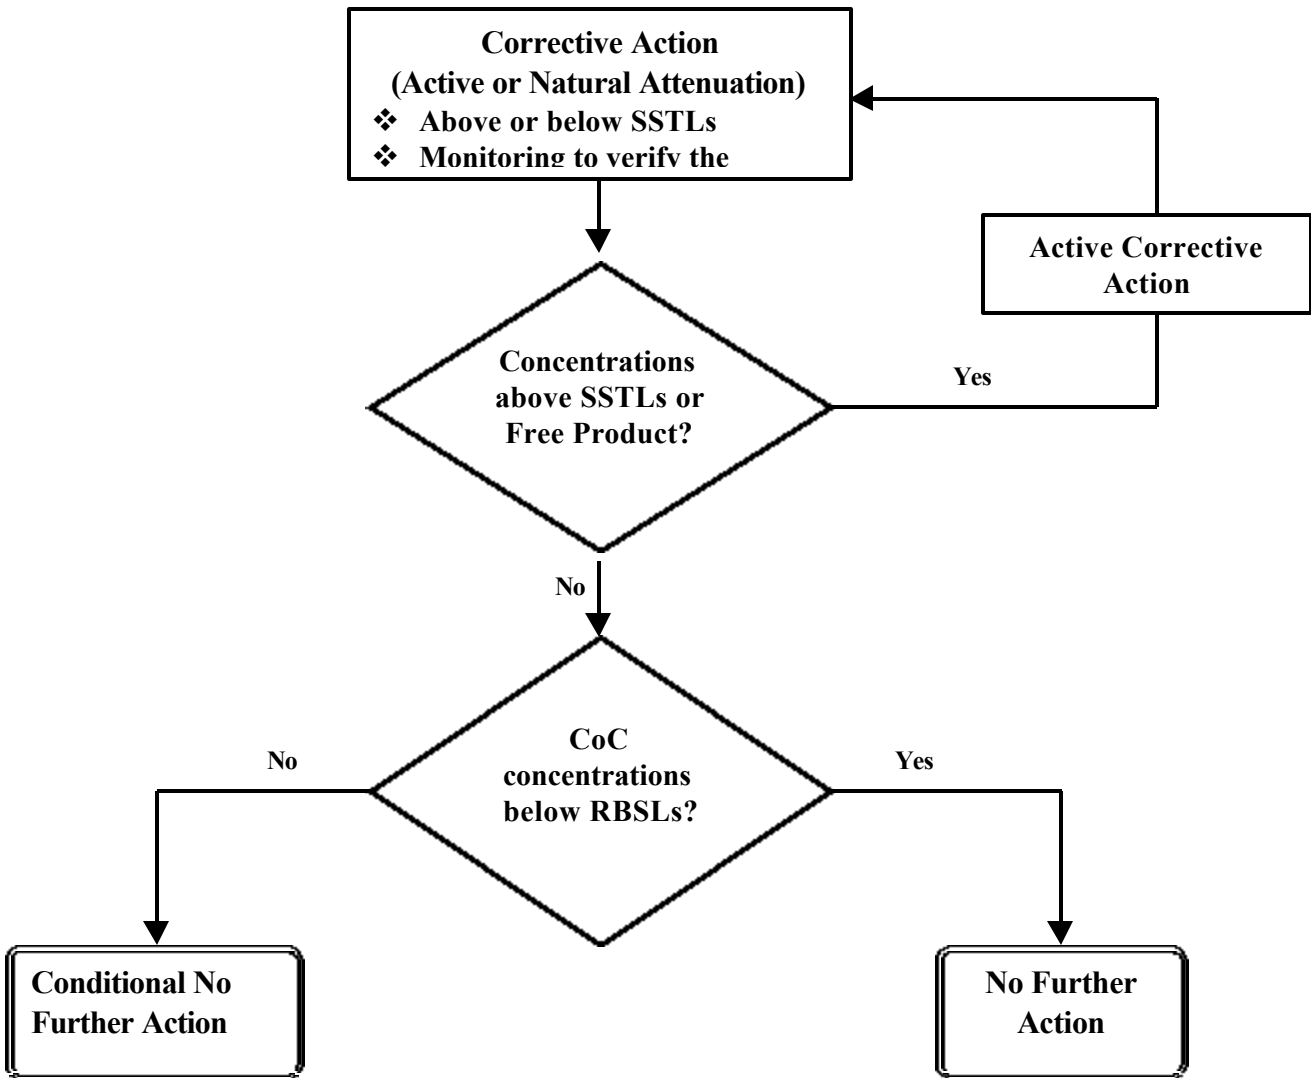 Corrective Action
(Active or Natural Attenuation)
❖ Above or below SSTLs
❖ Monitoring to verify the
Active Corrective
Action
Concentrations
above SSTLs or
Free Product?
Yes
No
CoC
concentrations
below RBSLs?
No
Yes
Conditional No
Further Action
No Further
Action